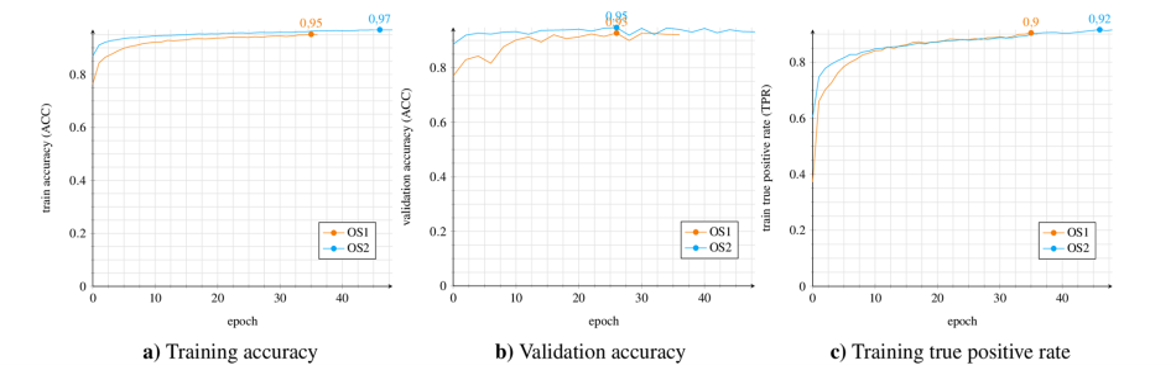 0,95
0,97
0.8
0.6
0.4
0.2
0
0
10
20
30
40
train accuracy (ACC)
epoch
OS1
OS2
a) Training accuracy
0,95
0.8
0.6
0.4
0.2
0
0
10
20
30
40
validation accuracy (ACC)
epoch
OS1
OS2
b) Validation accuracy
0,9
0,92
0.8
0.6
0.4
0.2
0
0
10
20
30
40
train true positive rate (TPR)
epoch
OS1
OS2
c) Training true positive rate